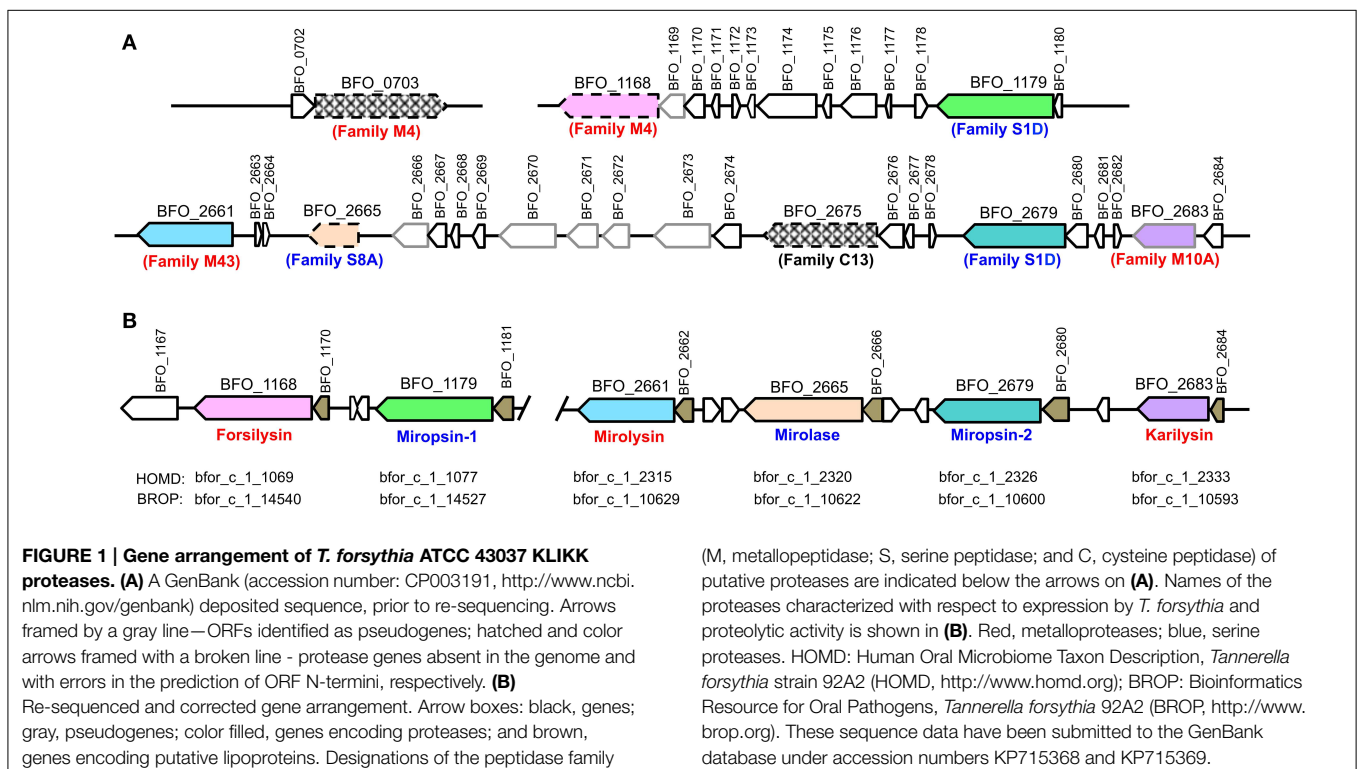 A
BFO_0702
BFO_0703
(Family M4)
BFO_1168
BFO_1169
BFO_1170
BFO_1171
BFO_1172
BFO_1173
BFO_1174
BFO_1175
BFO_1176
BFO_1177
BFO_1178
BFO_1179
BFO_1180
(Family M4)
(Family S1D)
BFO_2661
BFO_2663
BFO_2664
BFO_2665
BFO_2666
BFO_2667
BFO_2668
BFO_2669
BFO_2670
BFO_2671
BFO_2672
BFO_2673
BFO_2674
BFO_2675
BFO_2676
BFO_2677
BFO_2678
BFO_2679
BFO_2680
BFO_2681
BFO_2682
BFO_2683
BFO_2684
(Family M43)
(Family S8A)
(Family C13)
(Family S1D)
(Family M10A)
B
BFO_1167
BFO_1168
BFO_1170
BFO_1179
BFO_1181
BFO_2661
BFO_2662
BFO_2665
BFO_2666
BFO_2679
BFO_2680
BFO_2683
BFO_2684
Forsilysin
Miropsin-1
Mirolysin
Mirolase
Miropsin-2
Karilysin
HOMD: bfor_c_1_1069 bfor_c_1_1077 bfor_c_1_2315 bfor_c_1_2320 bfor_c_1_2326 bfor_c_1_2333
BROP: bfor_c_1_14540 bfor_c_1_14527 bfor_c_1_10629 bfor_c_1_10622 bfor_c_1_10600 bfor_c_1_10593
FIGURE 1 | Gene arrangement of T. forsythia ATCC 43037 KLIKK
proteases. (A) A GenBank (accession number: CP003191, http://www.ncbi.
nlm.nih.gov/genbank) deposited sequence, prior to re-sequencing. Arrows
framed by a gray line—ORFs identified as pseudogenes; hatched and color
arrows framed with a broken line - protease genes absent in the genome and
with errors in the prediction of ORF N-termini, respectively. (B)
Re-sequenced and corrected gene arrangement. Arrow boxes: black, genes;
gray, pseudogenes; color filled, genes encoding proteases; and brown,
genes encoding putative lipoproteins. Designations of the peptidase family
(M, metallopeptidase; S, serine peptidase; and C, cysteine peptidase) of
putative proteases are indicated below the arrows on (A). Names of the
proteases characterized with respect to expression by T. forsythia and
proteolytic activity is shown in (B). Red, metalloproteases; blue, serine
proteases. HOMD: Human Oral Microbiome Taxon Description, Tannerella
forsythia strain 92A2 (HOMD, http://www.homd.org); BROP: Bioinformatics
Resource for Oral Pathogens, Tannerella forsythia 92A2 (BROP, http://www.
brop.org). These sequence data have been submitted to the GenBank
database under accession numbers KP715368 and KP715369.